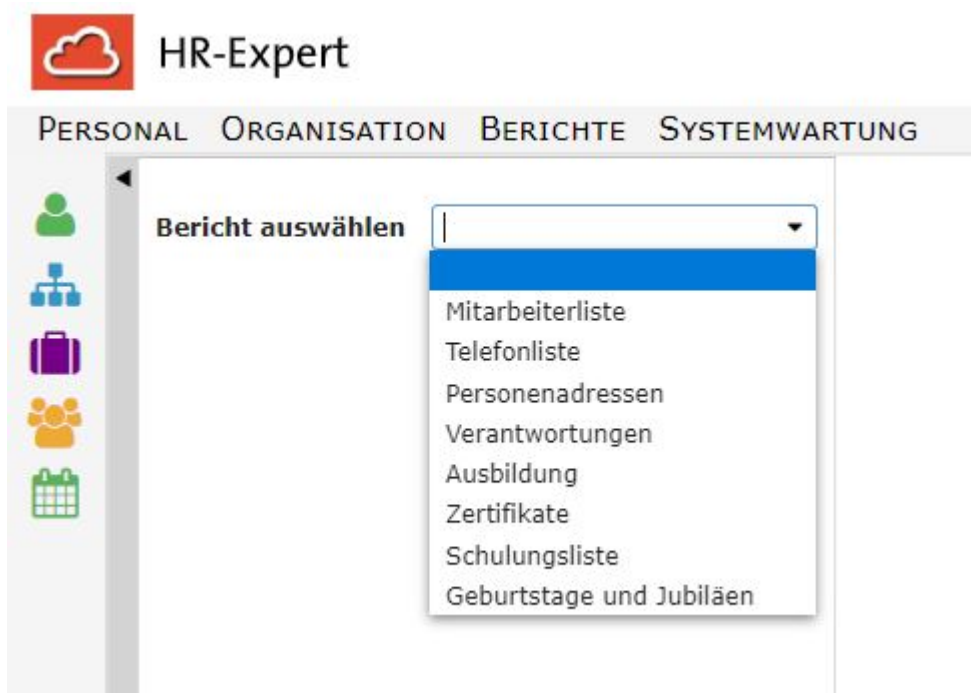 HR-Expert
PERSONAL ORGANISATION BERICHTE SYSTEMWARTUNG
Bericht auswählen
Mitarbeiterliste
Telefonliste
Personenadressen
Verantwortungen
Ausbildung
Zertifikate
Schulungsliste
Geburtstage und Jubiläen